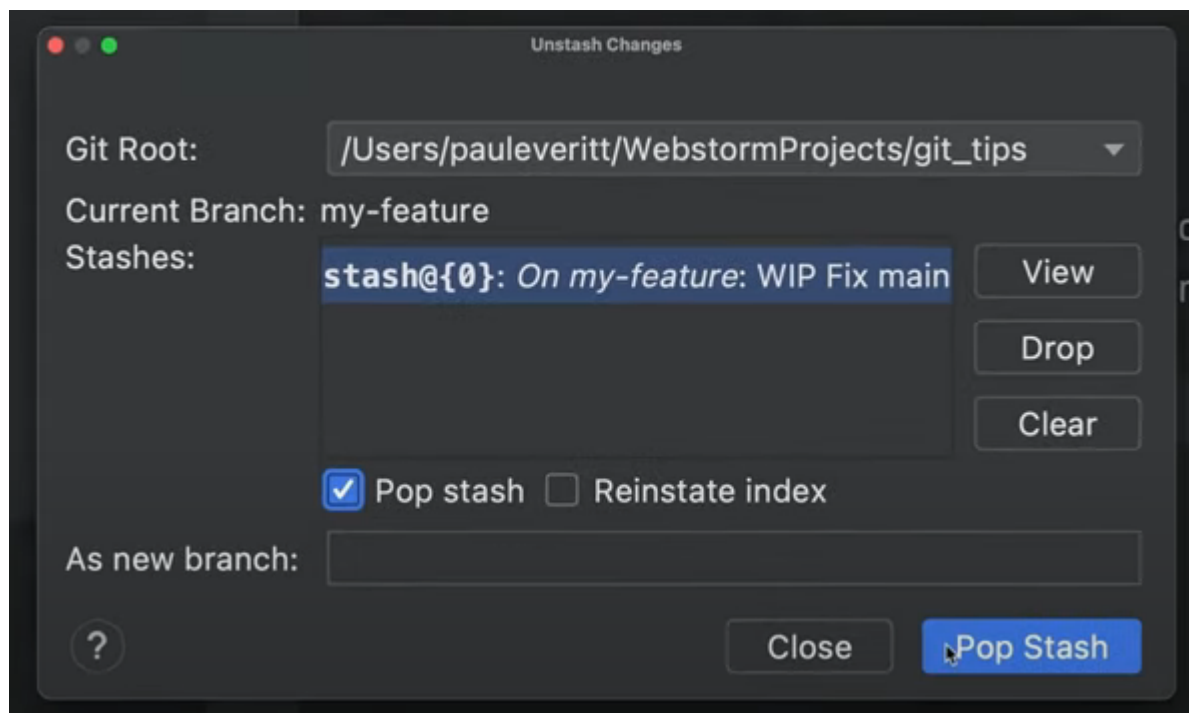 Unstash Changes
Git Root: /Users/pauleveritt/WebstormProjects/git_tips
Current Branch: my-feature
Stashes:
stash@{0}: On my-feature: WIP Fix main
View
Drop
Clear
Pop stash Reinstate index
As new branch:
? Close Pop Stash